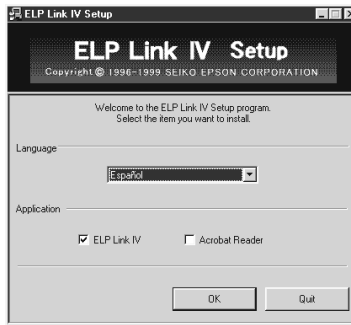 ELP Link IV Setup
ELP Link IV Setup
Copyright © 1996-1999 SEIKO EPSON CORPORATION
Welcome to the ELP Link IV Setup program.
Select the item you want to install.
Language
Español
Application
ELP Link IV
Acrobat Reader
OK
Quit